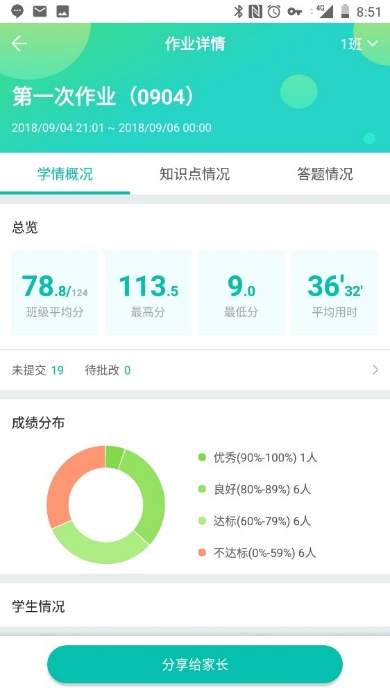 4G 8:51
作业详情 1班
第一次作业（0904）
2018/09/04 21:01 ~ 2018/09/06 00:00
学情概况 知识点情况 答题情况
总览
78.8/124 113.5 9.0 36'32'
班级平均分 最高分 最低分 平均用时
未提交 19 待批改 0
成绩分布
优秀(90%-100%) 1人
良好(80%-89%) 6人
达标(60%-79%) 6人
不达标(0%-59%) 6人
学生情况
分享给家长